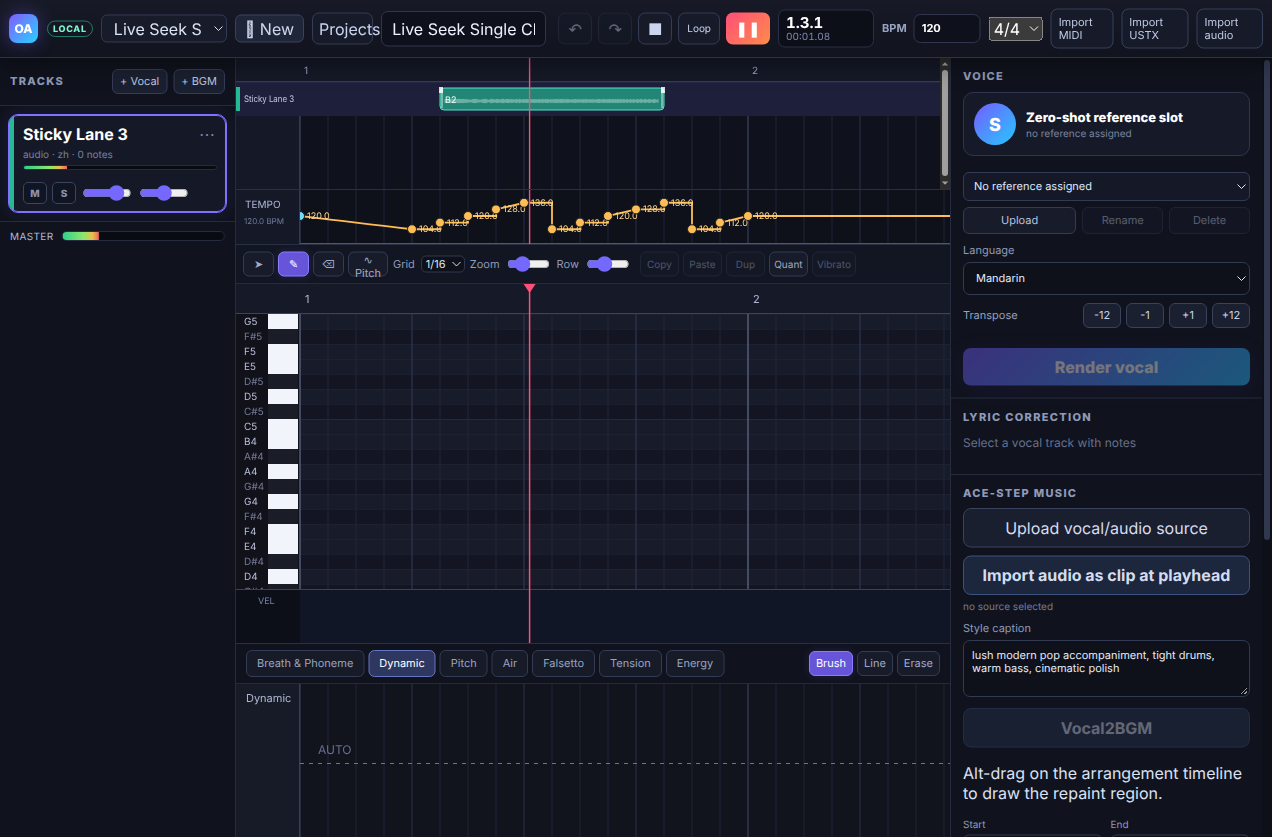 OA LOCAL Live Seek S New Projects Live Seek Single Cl Loop 1.3.1 00:01.08 BPM 120 4/4 Import MIDI Import USTX Import audio
TRACKS + Vocal + BGM
Sticky Lane 3 ...
audio · zh · 0 notes
M S
MASTER
1 2
Sticky Lane 3 B2
TEMPO
120.0 BPM
120.0 104.0 112.0 120.0 128.0 136.0 104.0 112.0 120.0 128.0 136.0 104.0 112.0 120.0
Pitch Grid 1/16 Zoom Row Copy Paste Dup Quant Vibrato
1 2
G5
F#5
F5
E5
D#5
D5
C#5
C5
B4
A#4
A4
G#4
G4
F#4
F4
E4
D#4
D4
VEL
Breath & Phoneme Dynamic Pitch Air Falsetto Tension Energy Brush Line Erase
Dynamic
AUTO
VOICE
S Zero-shot reference slot
no reference assigned
No reference assigned
Upload Rename Delete
Language
Mandarin
Transpose -12 -1 +1 +12
Render vocal
LYRIC CORRECTION
Select a vocal track with notes
ACE-STEP MUSIC
Upload vocal/audio source
Import audio as clip at playhead
no source selected
Style caption
lush modern pop accompaniment, tight drums,
warm bass, cinematic polish
Vocal2BGM
Alt-drag on the arrangement timeline
to draw the repaint region.
Start End